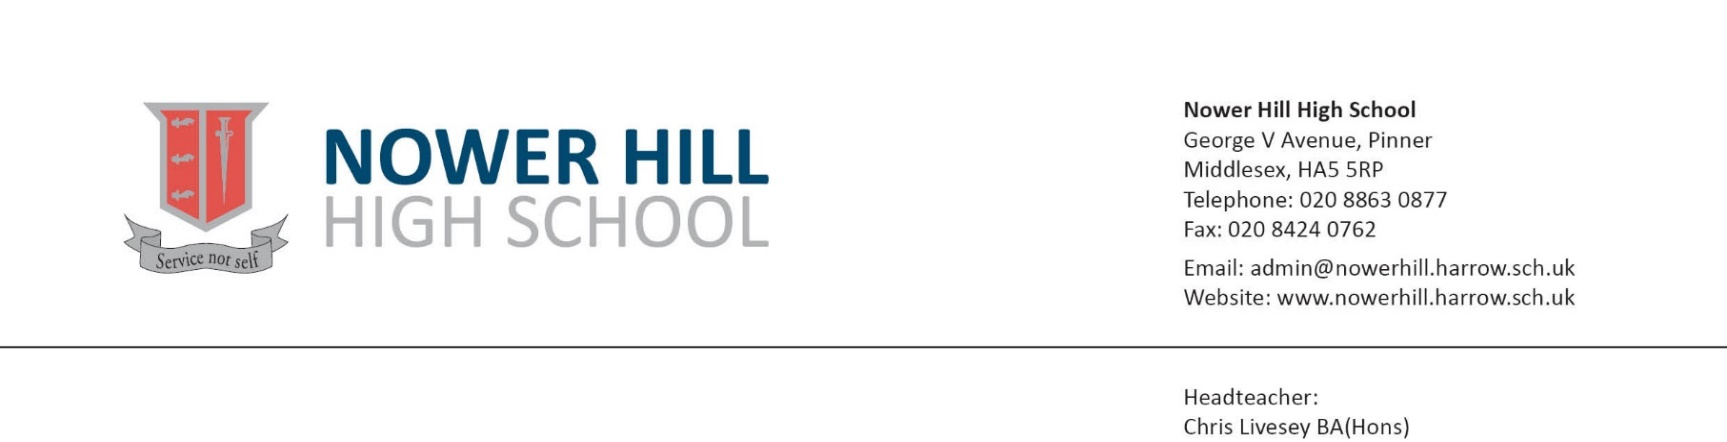 Service not self
NOWER HILL
HIGH SCHOOL
Nower Hill High School
George V Avenue, Pinner
Middlesex, HA5 5RP
Telephone: 020 8863 0877
Fax: 020 8424 0762
Email: admin@nowerhill.harrow.sch.uk
Website: www.nowerhill.harrow.sch.uk
Headteacher:
Chris Livesey BA(Hons)